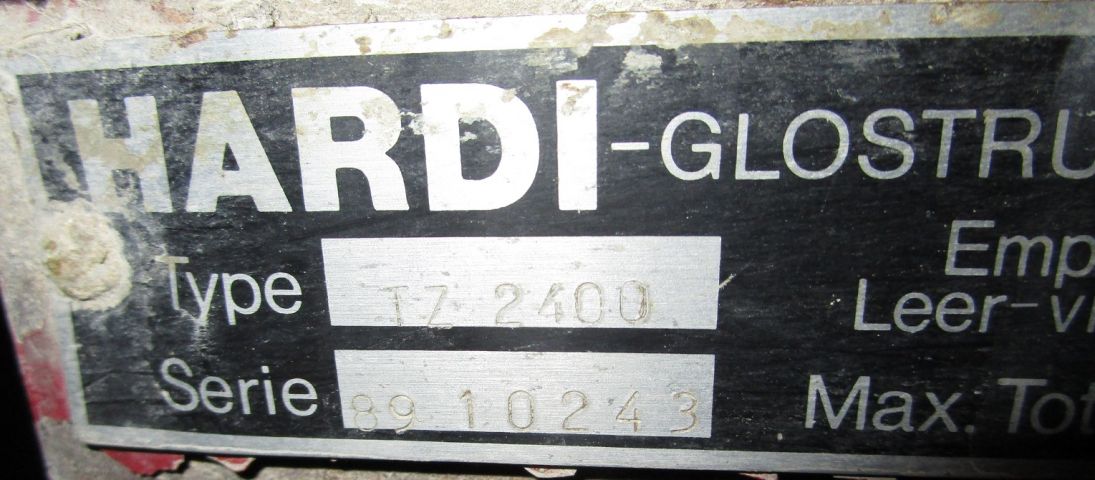 HARDI-GLOSTRU
Type TZ 2400
Emp
Leer-v
Serie 89 10243
Max. Tot